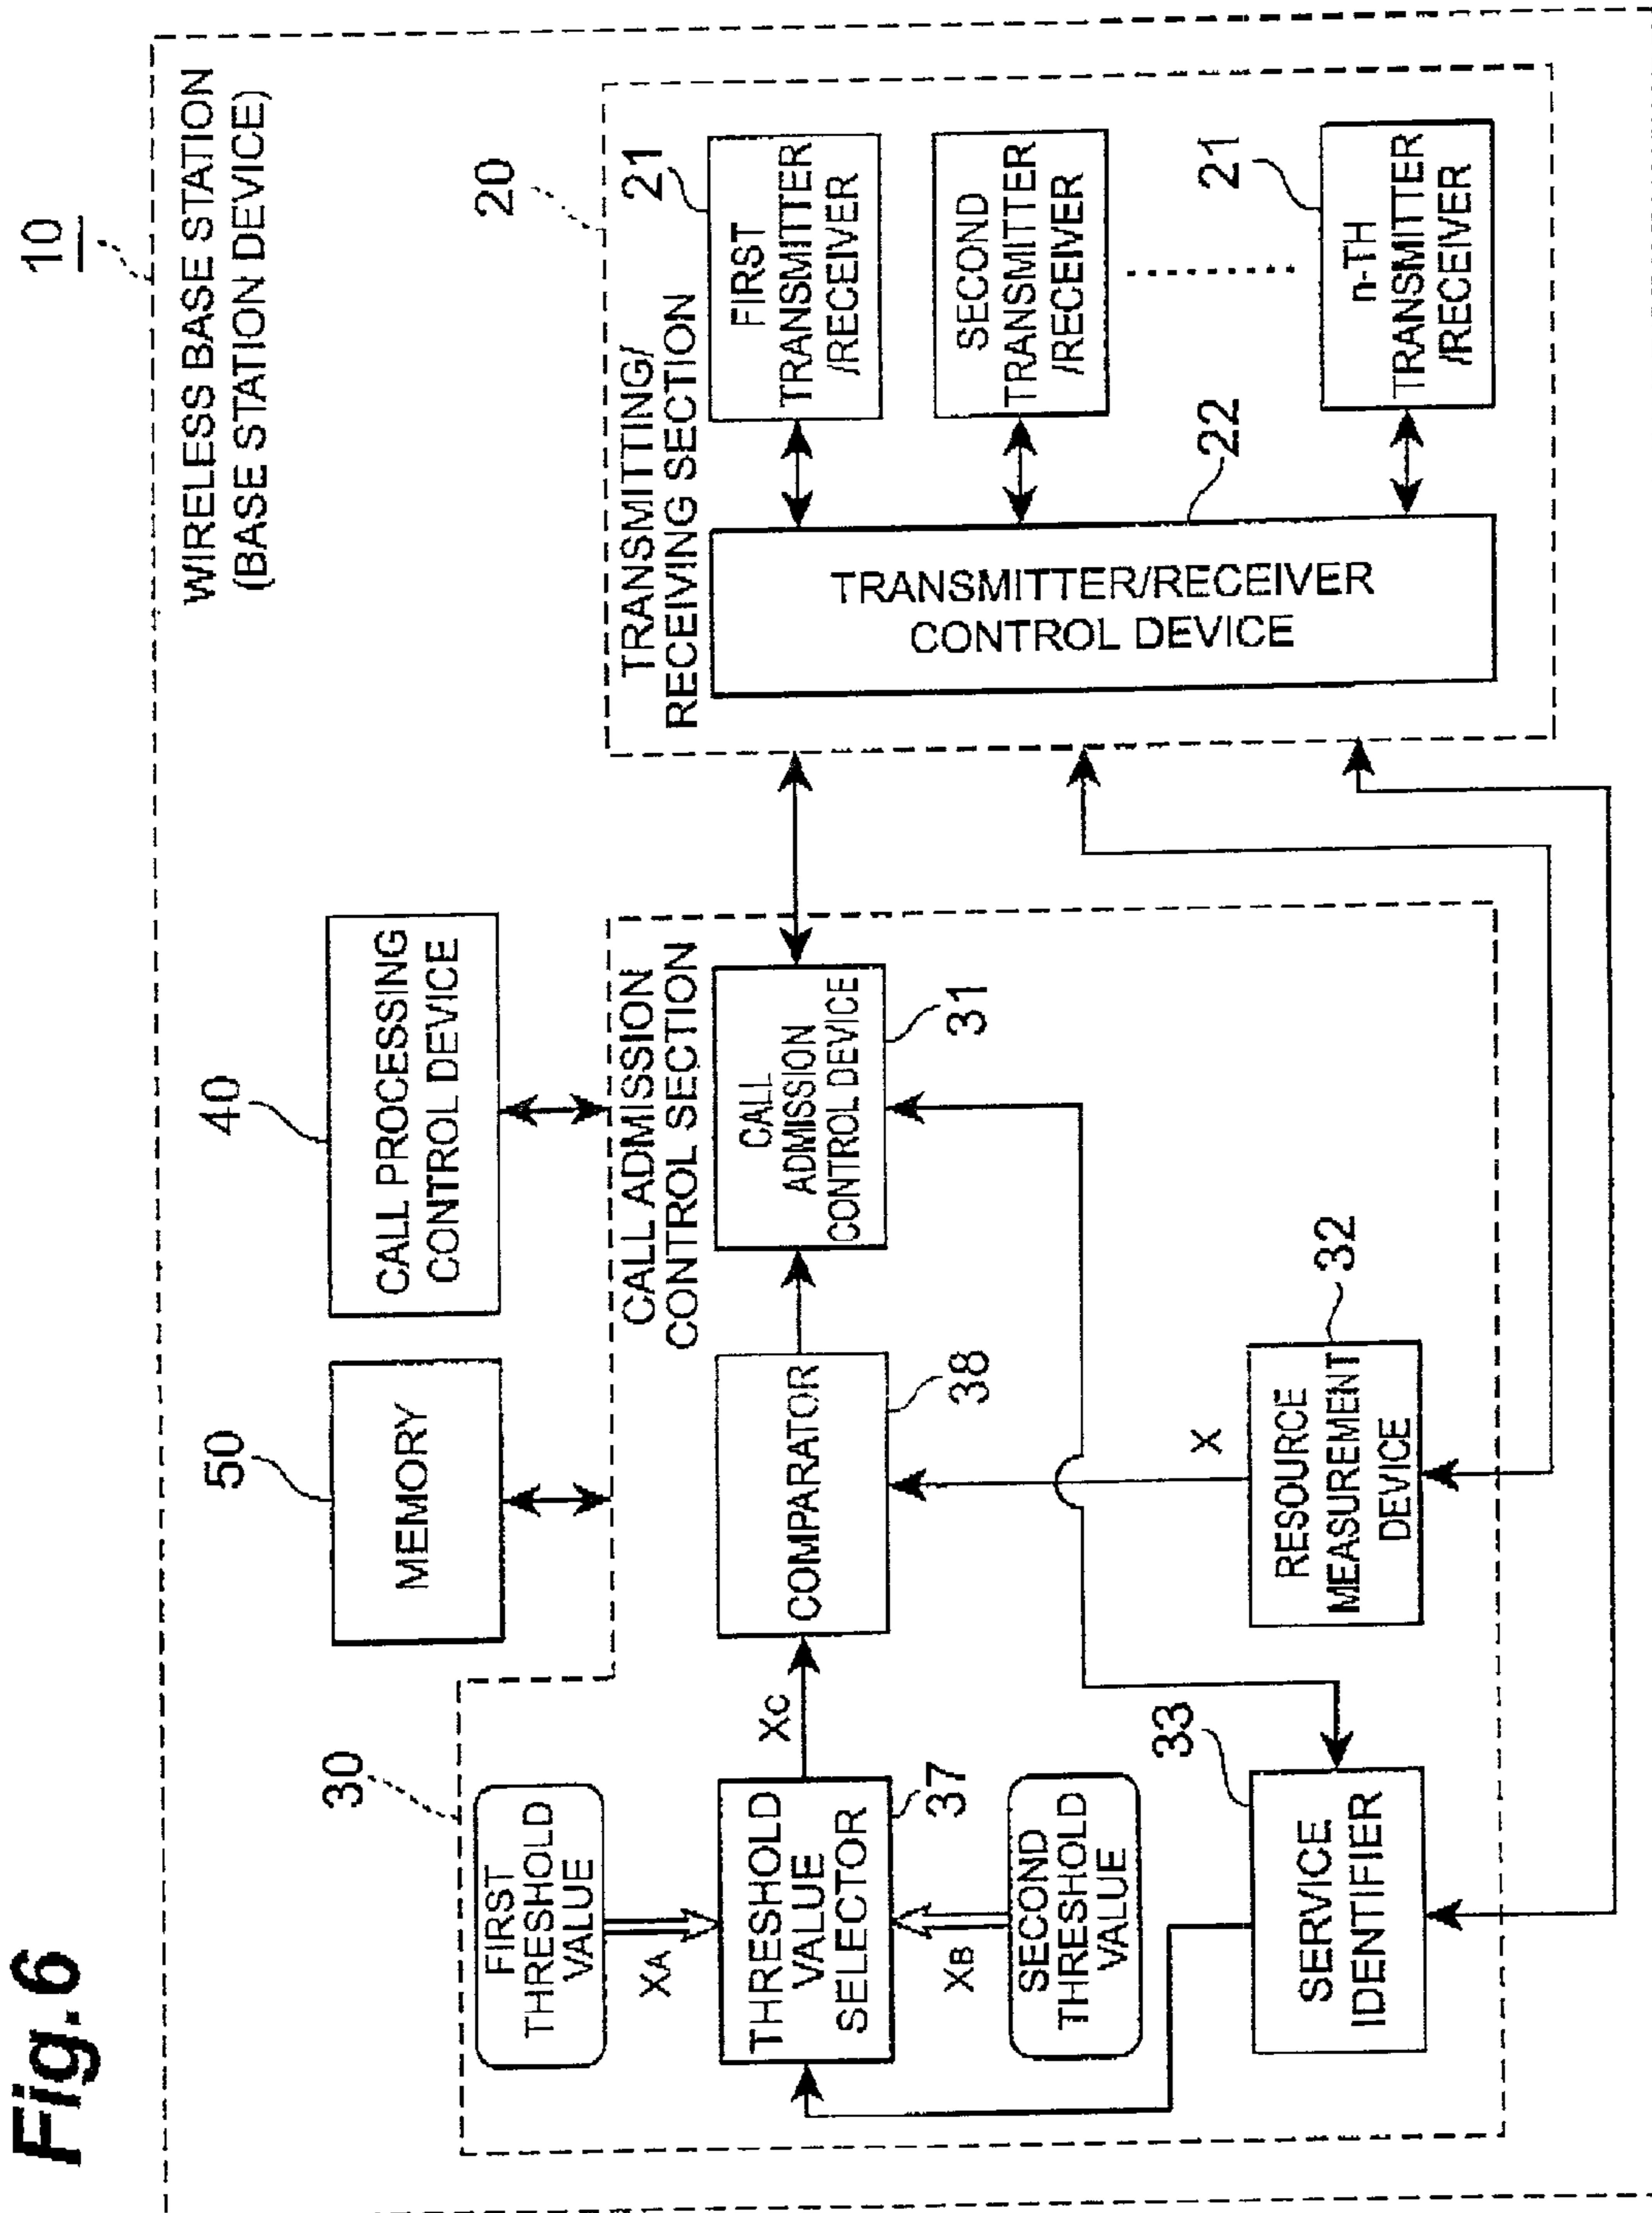 Fig.6
10
WIRELESS BASE STATION
(BASE STATION DEVICE)
20
TRANSMITTING/
RECEIVING SECTION
21
FIRST
TRANSMITTER
/RECEIVER
SECOND
TRANSMITTER
/RECEIVER
21
n-TH
TRANSMITTER
/RECEIVER
22
TRANSMITTER/RECEIVER
CONTROL DEVICE
40
CALL PROCESSING
CONTROL DEVICE
50
MEMORY
30
CALL ADMISSION
CONTROL SECTION
CALL
ADMISSION
CONTROL DEVICE
31
COMPARATOR
38
XC
FIRST
THRESHOLD
VALUE
XA
THRESHOLD
VALUE
SELECTOR
37
XB
SECOND
THRESHOLD
VALUE
X
RESOURCE
MEASUREMENT
DEVICE
32
33
SERVICE
IDENTIFIER